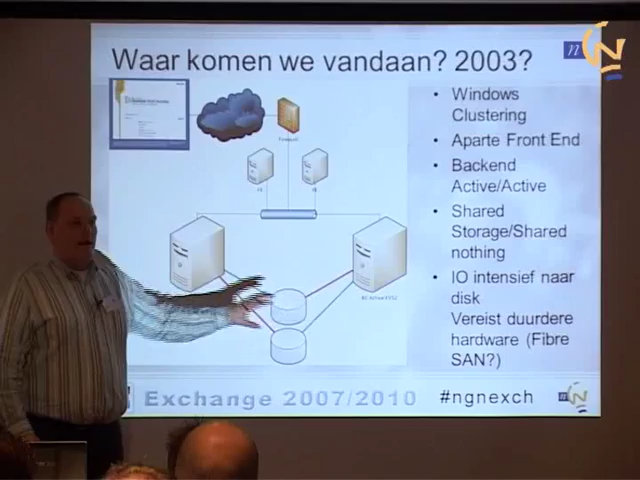 Waar komen we vandaan? 2003?
• Windows
Clustering
• Aparte Front End
• Backend
Active/Active
• Shared
Storage/Shared
nothing
• IO intensief naar
disk
Vereist duurdere
hardware (Fibre
SAN?)
Exchange 2007/2010
#ngnexch